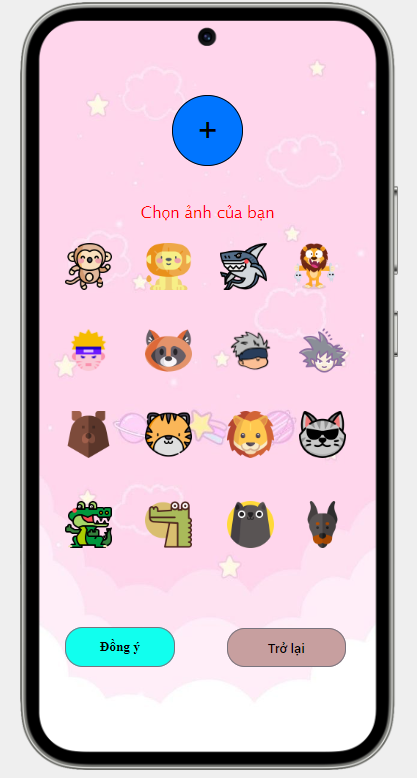 +
Chọn ảnh của bạn
Đồng ý
Trở lại